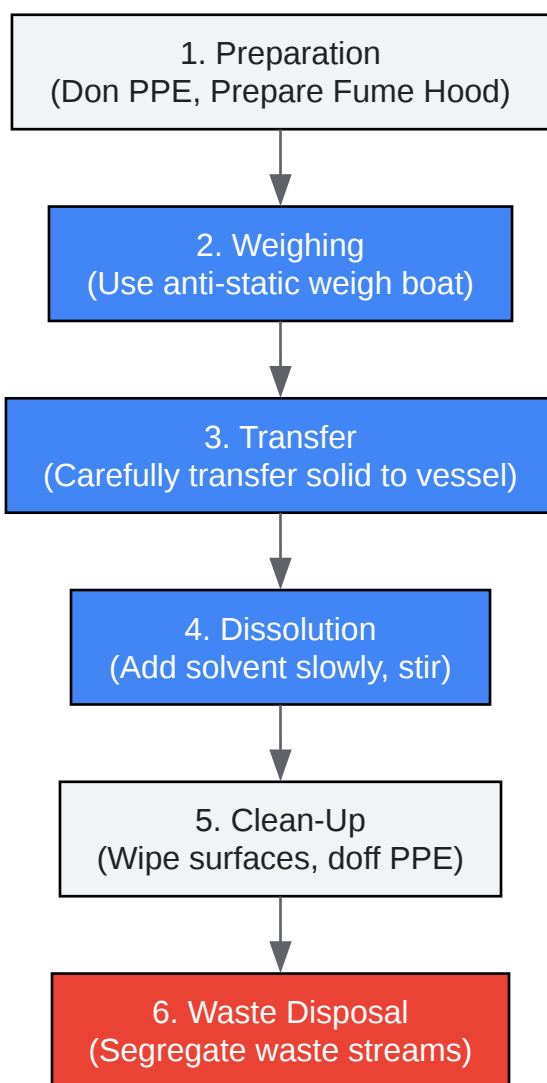 1. Preparation
(Don PPE, Prepare Fume Hood)
2. Weighing
(Use anti-static weigh boat)
3. Transfer
(Carefully transfer solid to vessel)
4. Dissolution
(Add solvent slowly, stir)
5. Clean-Up
(Wipe surfaces, doff PPE)
6. Waste Disposal
(Segregate waste streams)